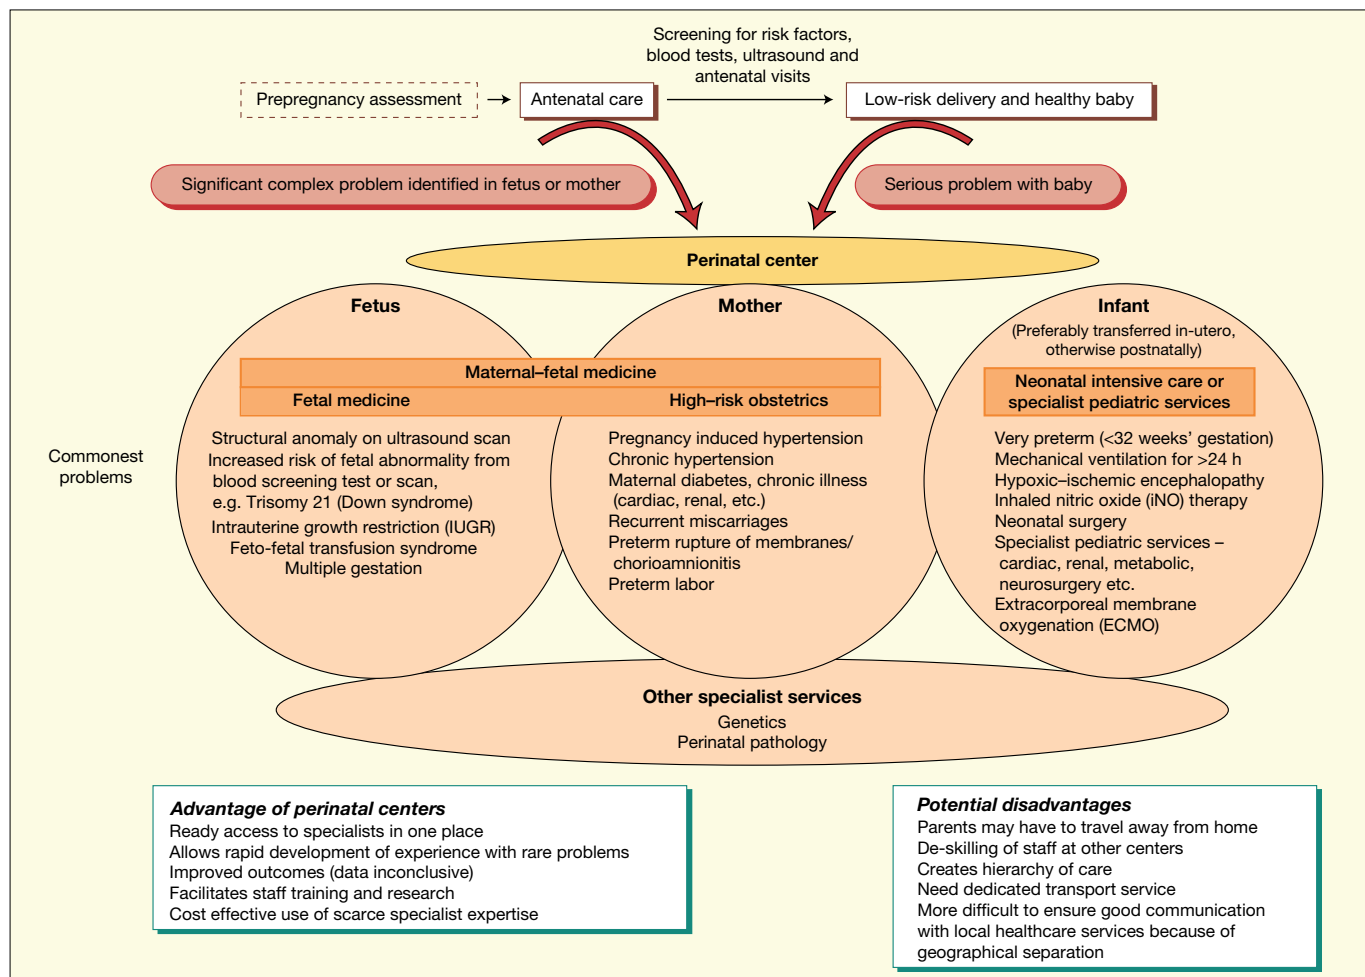 Screening for risk factors,
blood tests, ultrasound and
antenatal visits
Prepregnancy assessment
Antenatal care
Low-risk delivery and healthy baby
Significant complex problem identified in fetus or mother
Serious problem with baby
Perinatal center
Fetus
Mother
Infant
(Preferably transferred in-utero,
otherwise postnatally)
Maternal–fetal medicine
Fetal medicine
High–risk obstetrics
Neonatal intensive care or
specialist pediatric services
Commonest
problems
Structural anomaly on ultrasound scan
Increased risk of fetal abnormality from
blood screening test or scan,
e.g. Trisomy 21 (Down syndrome)
Intrauterine growth restriction (IUGR)
Feto-fetal transfusion syndrome
Multiple gestation
Pregnancy induced hypertension
Chronic hypertension
Maternal diabetes, chronic illness
(cardiac, renal, etc.)
Recurrent miscarriages
Preterm rupture of membranes/
chorioamnionitis
Preterm labor
Very preterm (<32 weeks' gestation)
Mechanical ventilation for >24 h
Hypoxic–ischemic encephalopathy
Inhaled nitric oxide (iNO) therapy
Neonatal surgery
Specialist pediatric services –
cardiac, renal, metabolic,
neurosurgery etc.
Extracorporeal membrane
oxygenation (ECMO)
Other specialist services
Genetics
Perinatal pathology
Advantage of perinatal centers
Ready access to specialists in one place
Allows rapid development of experience with rare problems
Improved outcomes (data inconclusive)
Facilitates staff training and research
Cost effective use of scarce specialist expertise
Potential disadvantages
Parents may have to travel away from home
De-skilling of staff at other centers
Creates hierarchy of care
Need dedicated transport service
More difficult to ensure good communication
with local healthcare services because of
geographical separation